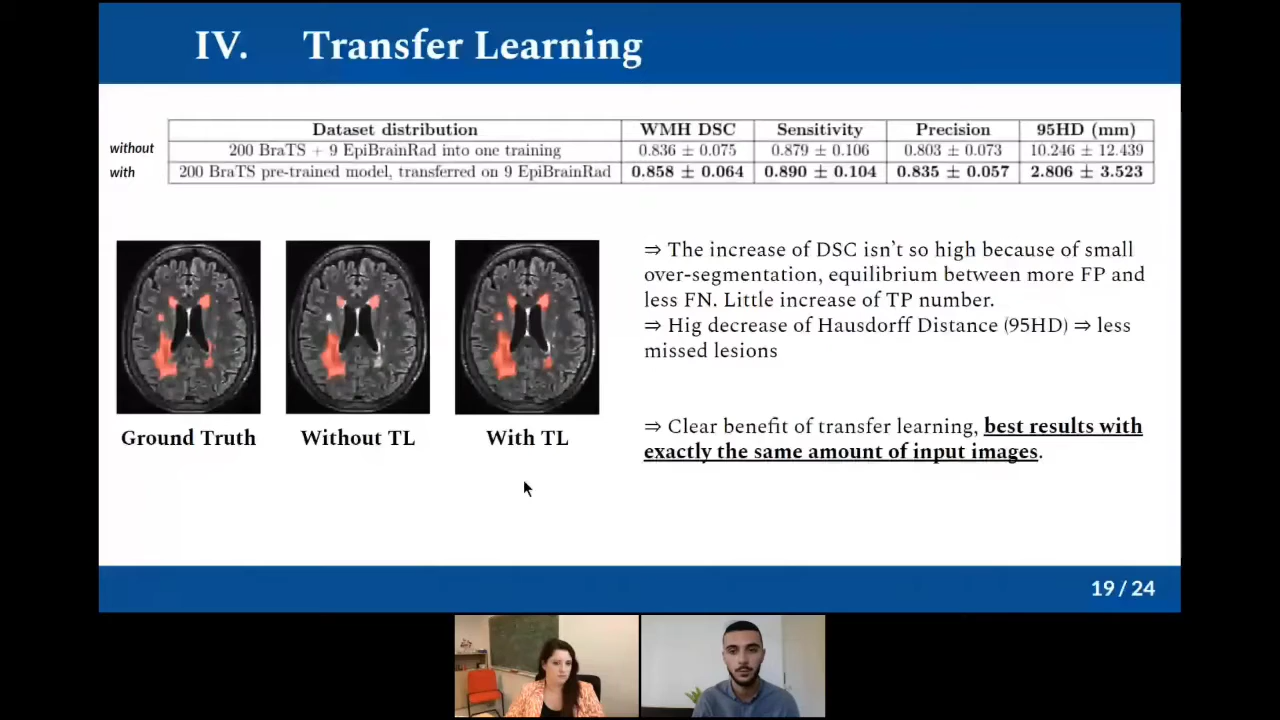 IV. Transfer Learning
Dataset distribution WMH DSC Sensitivity Precision 95HD (mm)
without 200 BraTS + 9 EpiBrainRad into one training 0.836 ± 0.075 0.879 ± 0.106 0.803 ± 0.073 10.246 ± 12.439
with 200 BraTS pre-trained model, transferred on 9 EpiBrainRad 0.858 ± 0.064 0.890 ± 0.104 0.835 ± 0.057 2.806 ± 3.523
⇒ The increase of DSC isn't so high because of small
over-segmentation, equilibrium between more FP and
less FN. Little increase of TP number.
⇒ Hig decrease of Hausdorff Distance (95HD) ⇒ less
missed lesions
Ground Truth Without TL With TL
⇒ Clear benefit of transfer learning, best results with
exactly the same amount of input images.
19 / 24